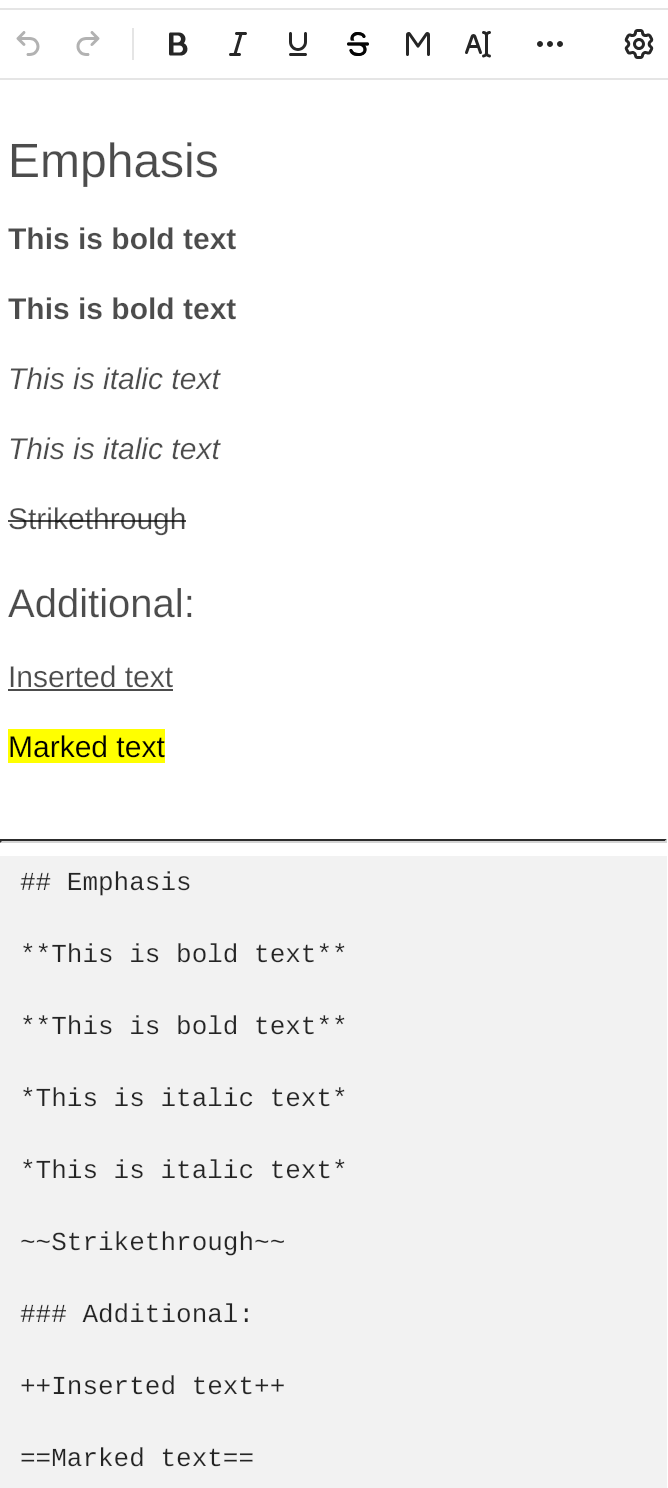 Emphasis
This is bold text
This is bold text
This is italic text
This is italic text
Strikethrough
Additional:
Inserted text
Marked text
## Emphasis
**This is bold text**
**This is bold text**
*This is italic text*
*This is italic text*
~~Strikethrough~~
### Additional:
++Inserted text++
==Marked text==